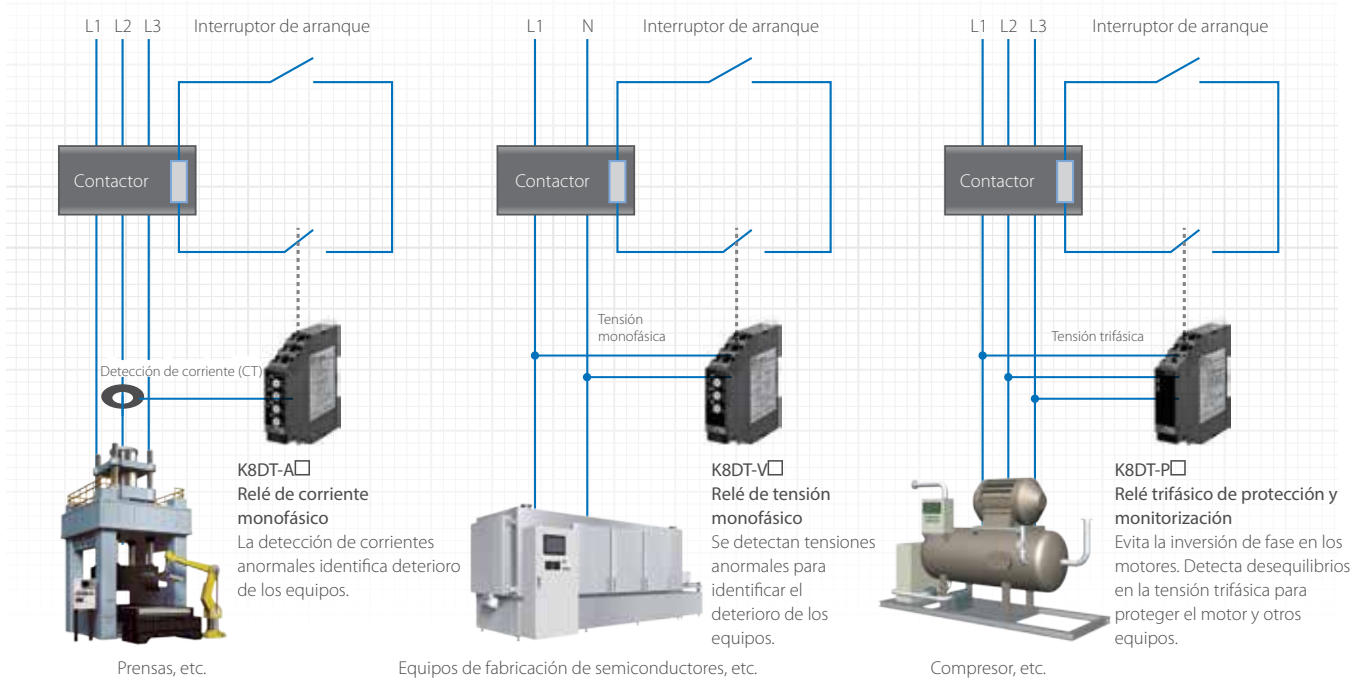 L1 L2 L3 Interruptor de arranque
Contactor
Detección de corriente (CT)
K8DT-A□
Relé de corriente
monofásico
La detección de corrientes
anormales identifica deterioro
de los equipos.
Prensas, etc.
L1 N Interruptor de arranque
Contactor
Tensión
monofásica
K8DT-V□
Relé de tensión
monofásico
Se detectan tensiones
anormales para
identificar el
deterioro de los
equipos.
Equipos de fabricación de semiconductores, etc.
L1 L2 L3 Interruptor de arranque
Contactor
Tensión trifásica
K8DT-P□
Relé trifásico de protección y
monitorización
Evita la inversión de fase en los
motores. Detecta desequilibrios
en la tensión trifásica para
proteger el motor y otros
equipos.
Compresor, etc.